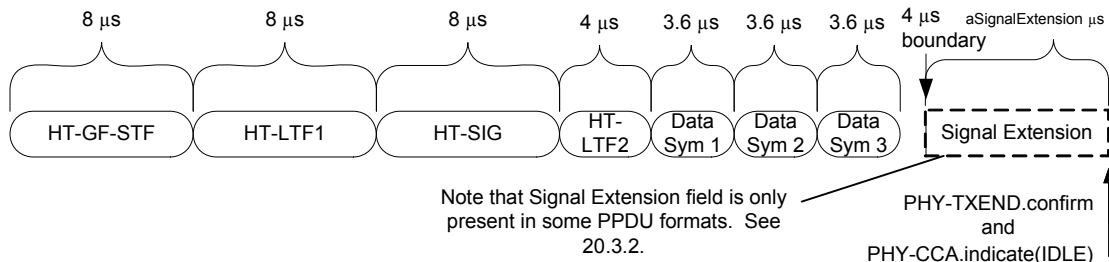 8 μs
8 μs
8 μs
4 μs
3.6 μs
3.6 μs
3.6 μs
4 μs
boundary
aSignalExtension μs
HT-GF-STF
HT-LTF1
HT-SIG
HT-
LTF2
Data
Sym 1
Data
Sym 2
Data
Sym 3
Signal Extension
Note that Signal Extension field is only
present in some PPDU formats. See
20.3.2.
PHY-TXEND.confirm
and
PHY-CCA.indicate(IDLE)